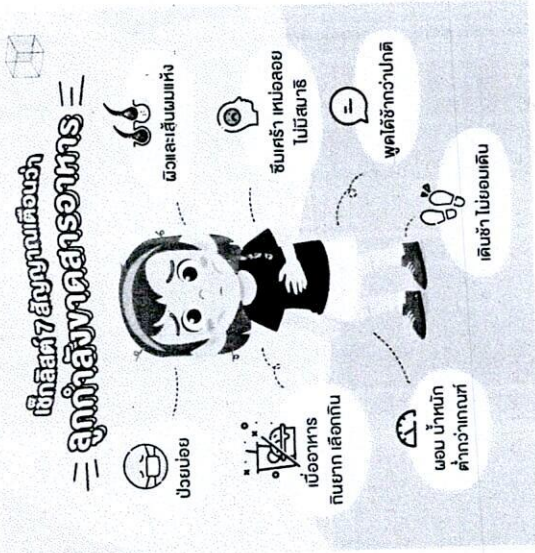 เช็กลิสต์ 7 สัญญาณเตือนว่า
ลูกกำลังขาดสารอาหาร
ป่วยบ่อย
เบื่ออาหาร
กินยาก เลือกกิน
ผอม น้ำหนัก
ต่ำกว่าเกณฑ์
ผิวและเส้นผมแห้ง
ซึมเศร้า เหม่อลอย
ไม่มีสมาธิ
พูดได้ช้ากว่าปกติ
เดินช้า ไม่ยอมเดิน